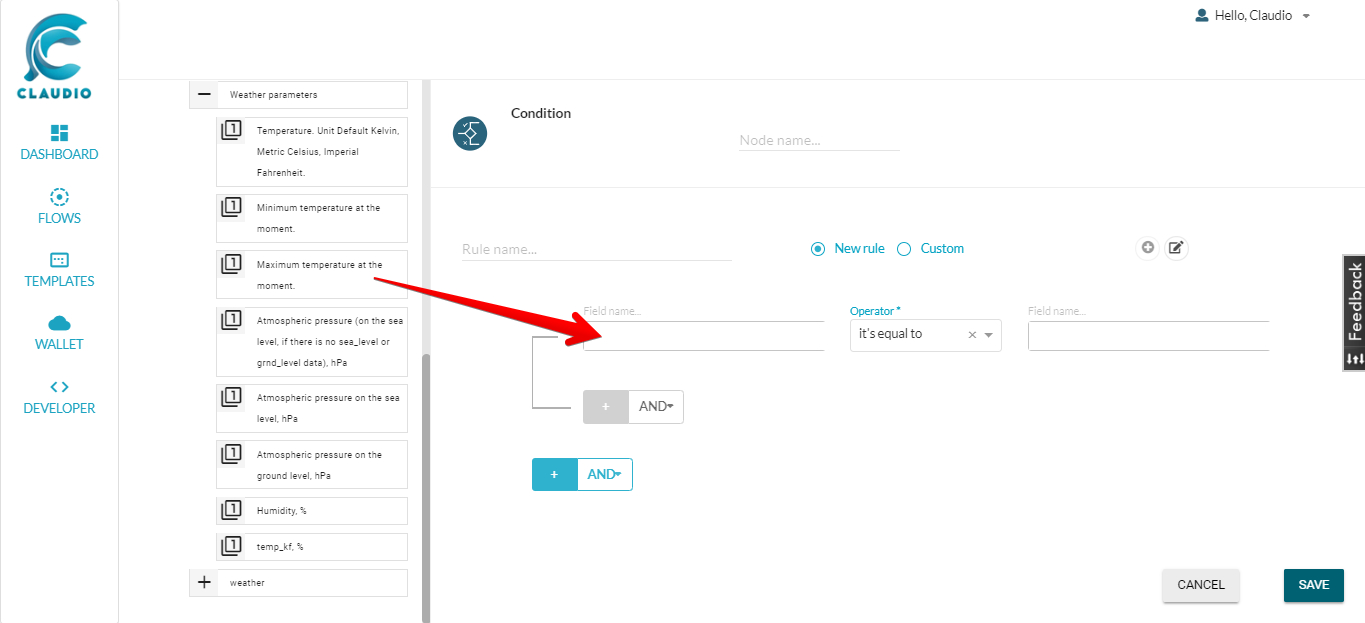 Hello, Claudio
CLAUDIO
DASHBOARD
FLOWS
TEMPLATES
WALLET
DEVELOPER
Weather parameters
Temperature. Unit Default Kelvin,
Metric Celsius, Imperial
Fahrenheit.
Minimum temperature at the
moment.
Maximum temperature at the
moment.
Atmospheric pressure (on the sea
level, if there is no sea_level or
grnd_level data), hPa
Atmospheric pressure on the sea
level, hPa
Atmospheric pressure on the
ground level, hPa
Humidity, %
temp_kf, %
weather
Condition
Node name...
Rule name...
New rule
Custom
Field name...
Operator *
it's equal to
Field name...
+ AND
+ AND
CANCEL
SAVE
Feedback